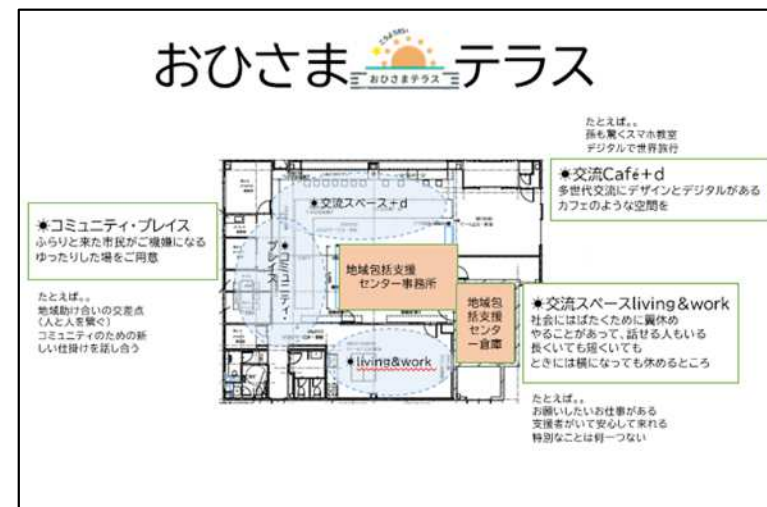 おひさま
こうようだい
おひさまテラス
テラス
たとえば。。
孫も驚くスマホ教室
デジタルで世界旅行
☀交流Café+d
多世代交流にデザインとデジタルがある
カフェのような空間を
☀コミュニティ・プレイス
ふらりと来た市民がご機嫌になる
ゆったりした場をご用意
たとえば。。
地域助け合いの交差点
(人と人を繋ぐ)
コミュニティのための新
しい仕掛けを話し合う
☀交流スペース+d
☀コミュニティ・
プレイス
地域包括支援
センター事務所
地域包
括支援
センタ
ー倉庫
☀living&work
☀交流スペースliving&work
社会にはばたくために翼休め
やることがあって、話せる人もいる
長くいても短くいても
ときには横になっても休めるところ
たとえば。。
お願いしたいお仕事がある
支援者がいて安心して来れる
特別なことは何一つない